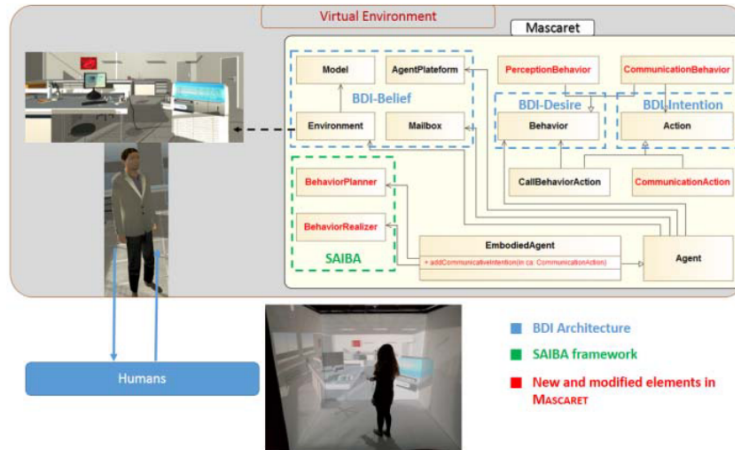 Virtual Environment
Mascaret
Model
AgentPlateform
PerceptionBehavior
CommunicationBehavior
BDI-Belief
BDI-Desire
BDI-Intention
Environment
Mailbox
Behavior
Action
BehaviorPlanner
CallBehaviorAction
CommunicationAction
BehaviorRealizer
SAIBA
EmbodiedAgent
+ addCommunicativeIntention(in ca: CommunicationAction)
Agent
Humans
BDI Architecture
SAIBA framework
New and modified elements in
MASCARET